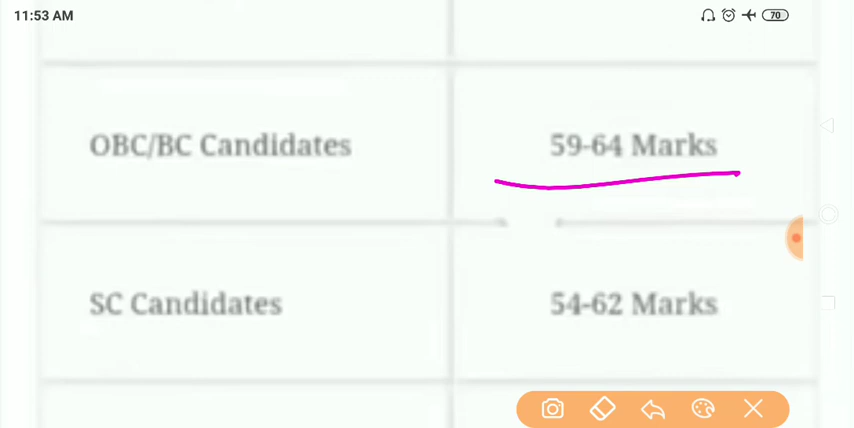 11:53 AM
70
OBC/BC Candidates 59-64 Marks
SC Candidates 54-62 Marks